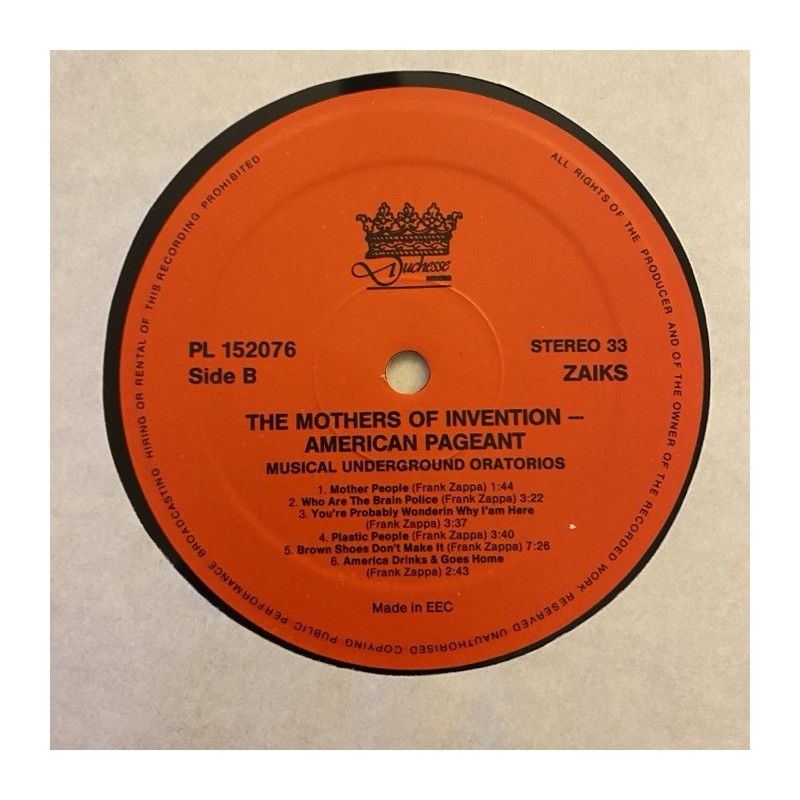 ALL RIGHTS OF THE PRODUCER AND OF THE OWNER OF THE RECORDED WORK RESERVED UNAUTHORISED COPYING PUBLIC PERFORMANCE BROADCASTING HIRING OR RENTAL OF THIS RECORDING PROHIBITED
Duchesse
RECORD
PL 152076
Side B
STEREO 33
ZAIKS
THE MOTHERS OF INVENTION –
AMERICAN PAGEANT
MUSICAL UNDERGROUND ORATORIOS
1. Mother People (Frank Zappa) 1:44
2. Who Are The Brain Police (Frank Zappa) 3:22
3. You're Probably Wonderin Why I'am Here
(Frank Zappa) 3:37
4. Plastic People (Frank Zappa) 3:40
5. Brown Shoes Don't Make It (Frank Zappa) 7:26
6. America Drinks & Goes Home
(Frank Zappa) 2:43
Made in EEC